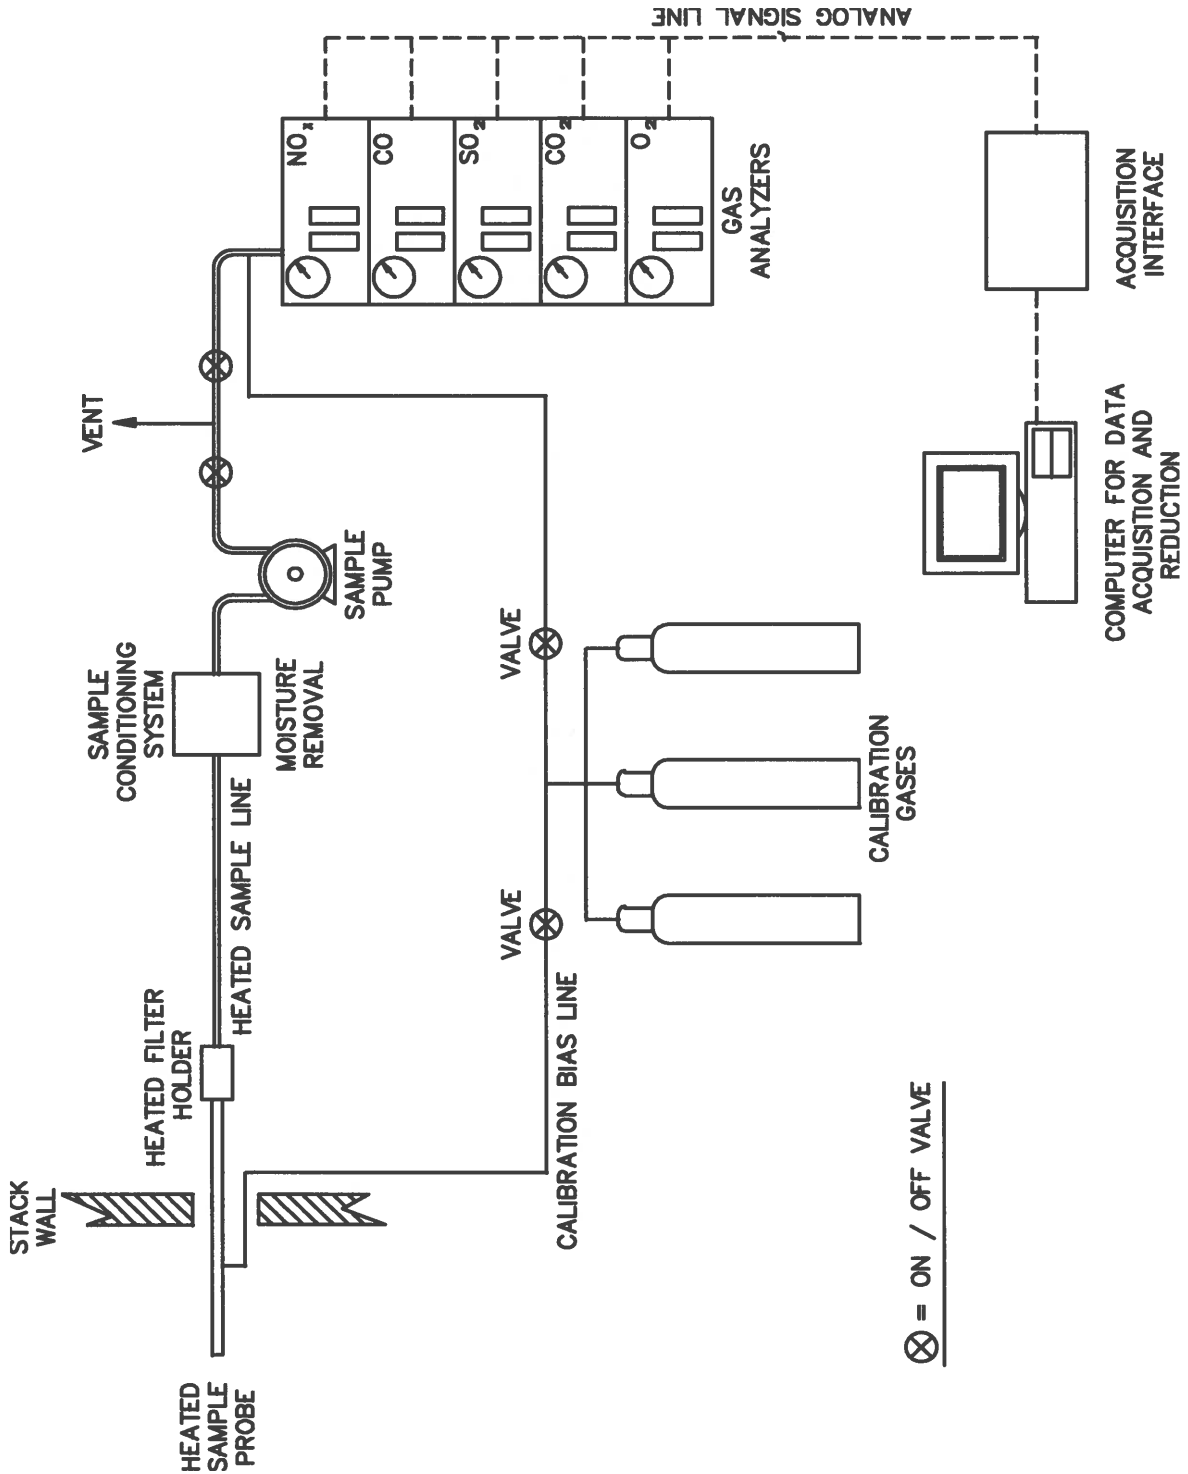 STACK
WALL
HEATED
SAMPLE
PROBE
HEATED FILTER
HOLDER
HEATED SAMPLE LINE
SAMPLE
CONDITIONING
SYSTEM
MOISTURE
REMOVAL
SAMPLE
PUMP
VENT
NOx
CO
SO2
CO2
O2
GAS
ANALYZERS
ANALOG SIGNAL LINE
CALIBRATION BIAS LINE
VALVE
VALVE
CALIBRATION
GASES
ACQUISITION
INTERFACE
COMPUTER FOR DATA
ACQUISITION AND
REDUCTION
= ON / OFF VALVE